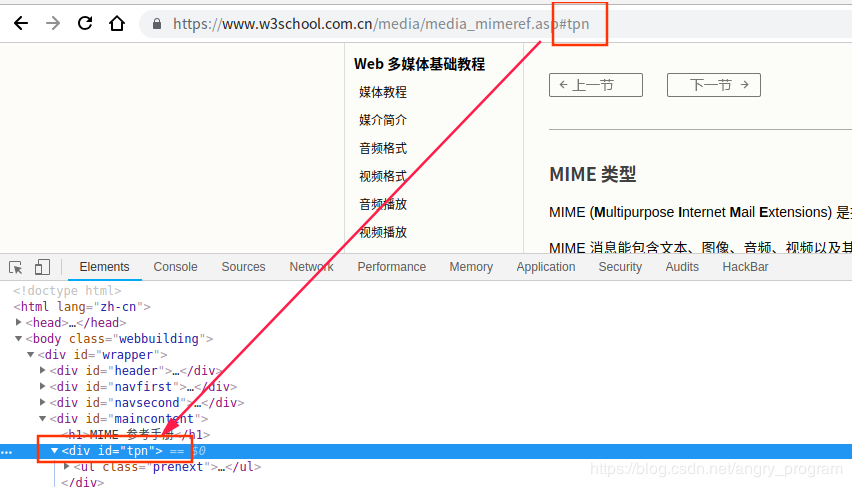 https://www.w3school.com.cn/media/media_mimeref.asp#tpn
Web 多媒体基础教程
媒体教程
媒介简介
音频格式
视频格式
音频播放
视频播放
← 上一节
下一节 →
MIME 类型
MIME (Multipurpose Internet Mail Extensions) 是
MIME 消息能包含文本、图像、音频、视频以及其
Elements Console Sources Network Performance Memory Application Security Audits HackBar
<!doctype html>
<html lang="zh-cn">
<head>…</head>
<body class="webbuilding">
<div id="wrapper">
<div id="header">…</div>
<div id="navfirst">…</div>
<div id="navsecond">…</div>
<div id="maincontent">
<h1>MIME 参考手册</h1>
… <div id="tpn"> == $0
<ul class="prenext">…</ul>
</div>
https://blog.csdn.net/angry_program